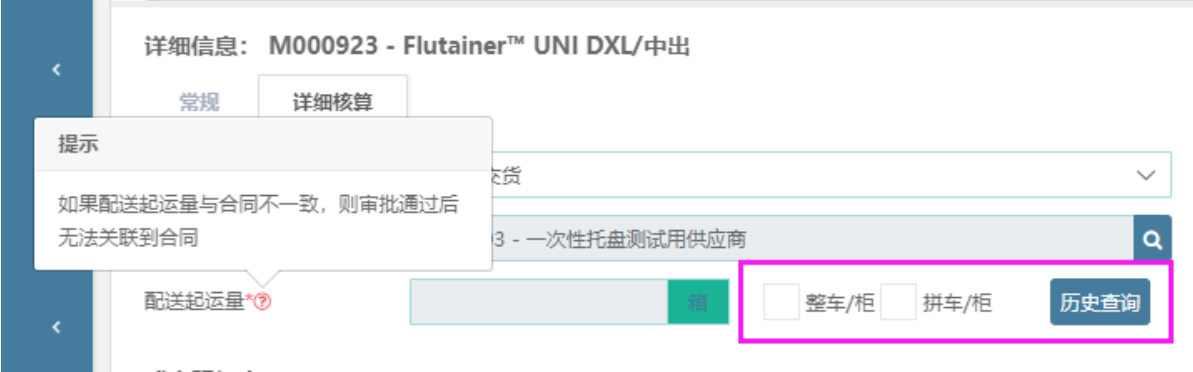 详细信息： M000923 - Flutainer™ UNI DXL/中出
常规 详细核算
提示
如果配送起运量与合同不一致，则审批通过后
无法关联到合同
交货
3 - 一次性托盘测试用供应商
配送起运量*? 箱 整车/柜 拼车/柜 历史查询